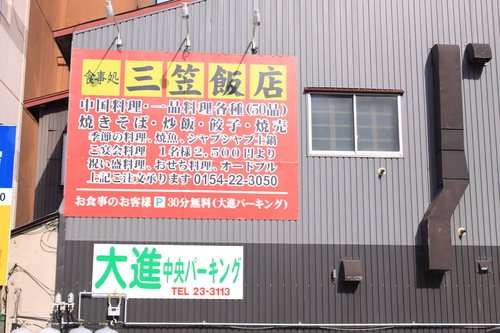 食事処 三笠飯店
中国料理・一品料理各種(50品)
焼きそば・炒飯・餃子・焼売
季節の料理、焼魚、シャブシャブ土鍋
ご宴会料理 1名様2,500円より
祝い盛料理、おせち料理、オードブル
上記ご注文承ります 0154-22-3050
お食事のお客様 P 30分無料(大進パーキング)
大進中央パーキング
TEL 23-3113
0